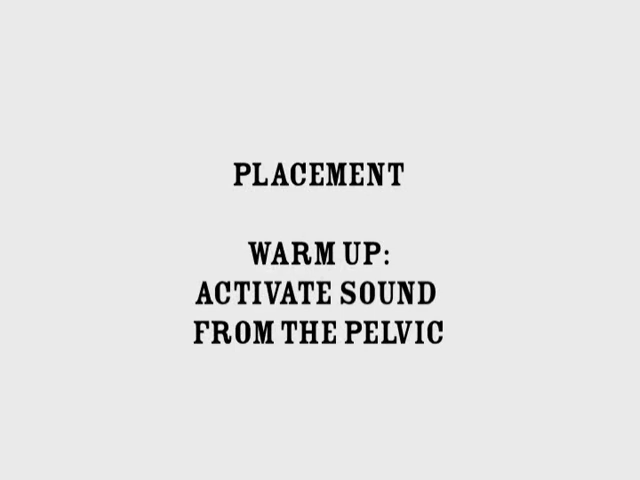 PLACEMENT
WARM UP:
ACTIVATE SOUND
FROM THE PELVIC